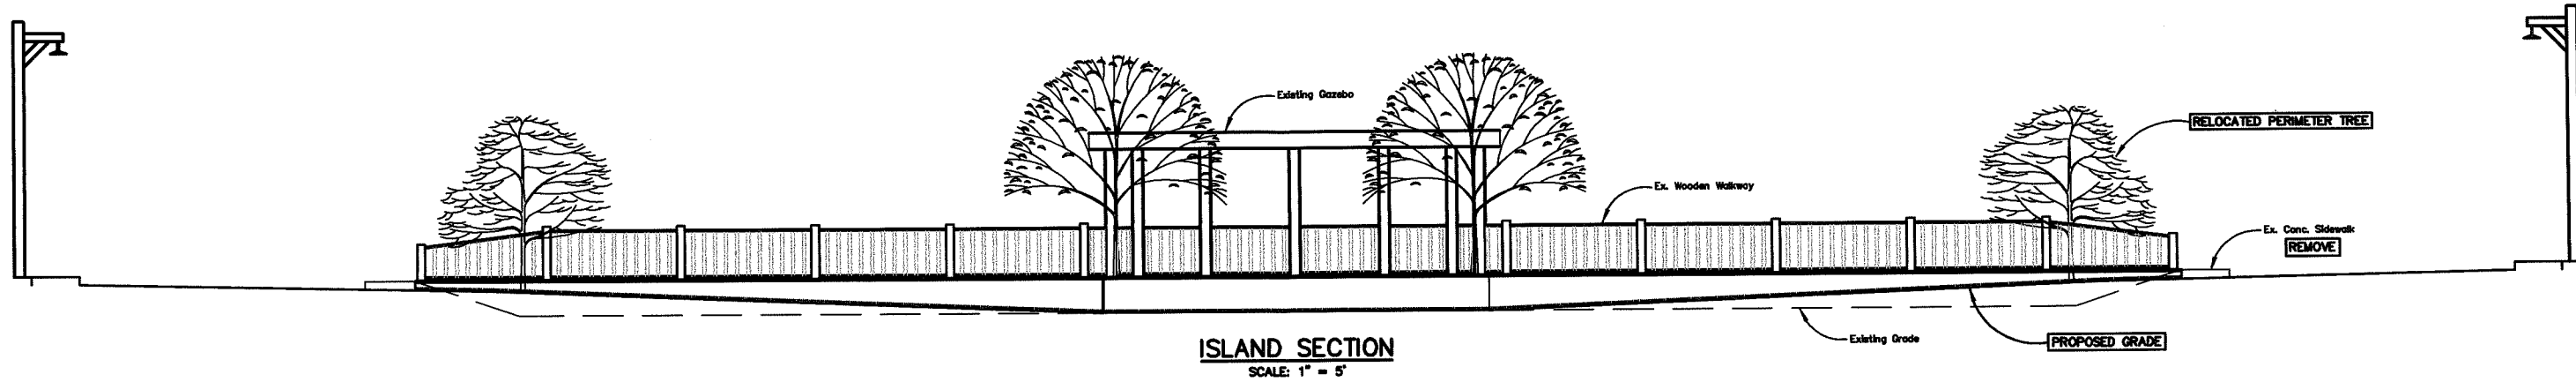 Existing Gazebo
RELOCATED PERIMETER TREE
Ex. Wooden Walkway
Ex. Conc. Sidewalk
REMOVE
Existing Grade
PROPOSED GRADE
ISLAND SECTION
SCALE: 1" = 5'